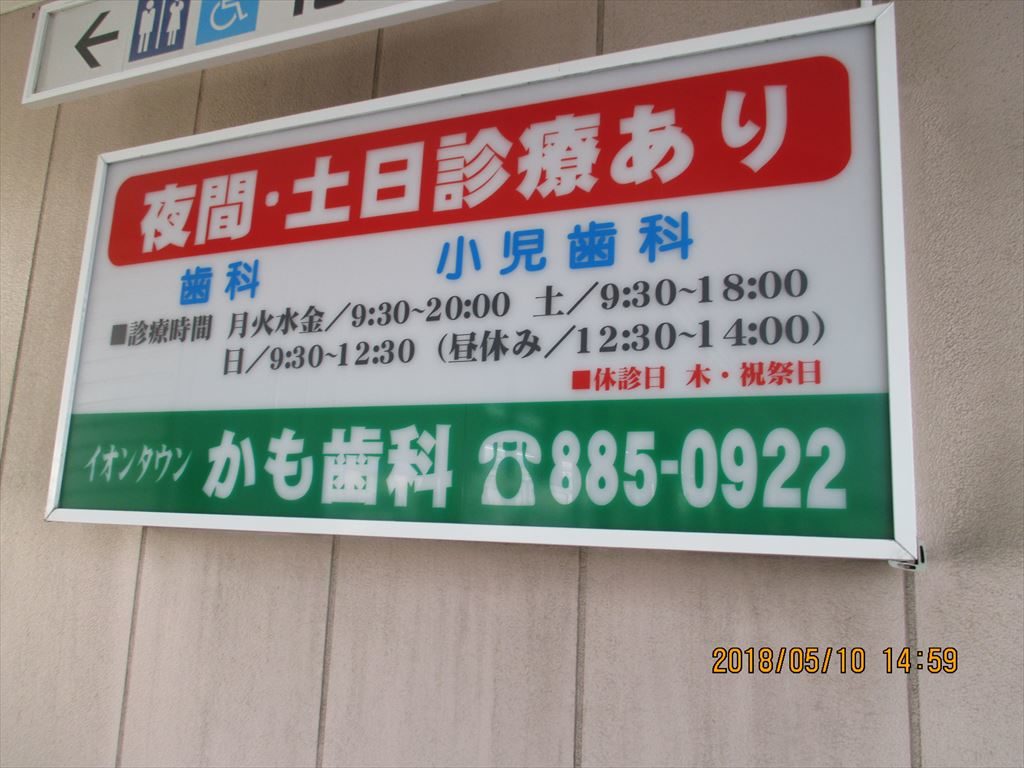 夜間・土日診療あり
歯科 小児歯科
■診療時間 月火水金／9:30~20:00 土／9:30~18:00
日／9:30~12:30 （昼休み／12:30~14:00）
■休診日 木・祝祭日
イオンタウン かも歯科 ☎885-0922
2018/05/10 14:59